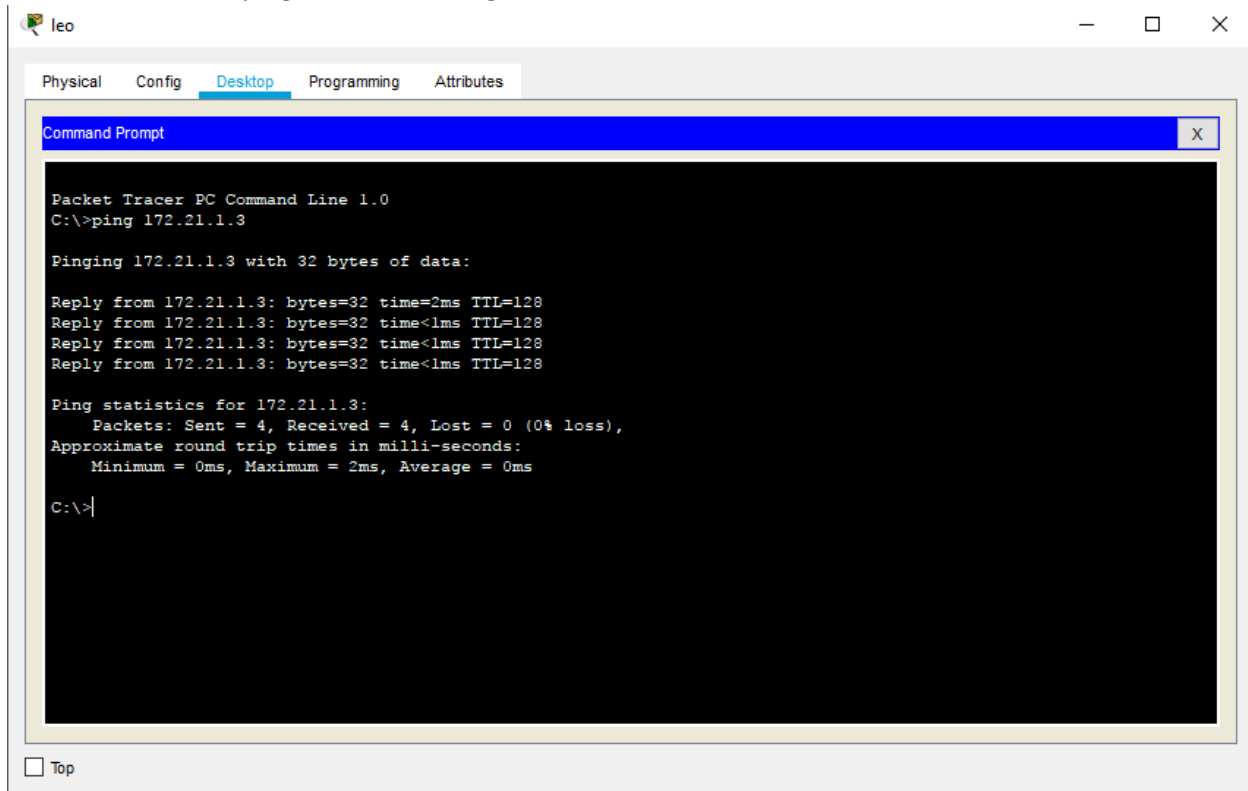 leo
Physical Config Desktop Programming Attributes
Command Prompt
X
Packet Tracer PC Command Line 1.0
C:\>ping 172.21.1.3
Pinging 172.21.1.3 with 32 bytes of data:
Reply from 172.21.1.3: bytes=32 time=2ms TTL=128
Reply from 172.21.1.3: bytes=32 time<1ms TTL=128
Reply from 172.21.1.3: bytes=32 time<1ms TTL=128
Reply from 172.21.1.3: bytes=32 time<1ms TTL=128
Ping statistics for 172.21.1.3:
Packets: Sent = 4, Received = 4, Lost = 0 (0% loss),
Approximate round trip times in milli-seconds:
Minimum = 0ms, Maximum = 2ms, Average = 0ms
C:\>
Top